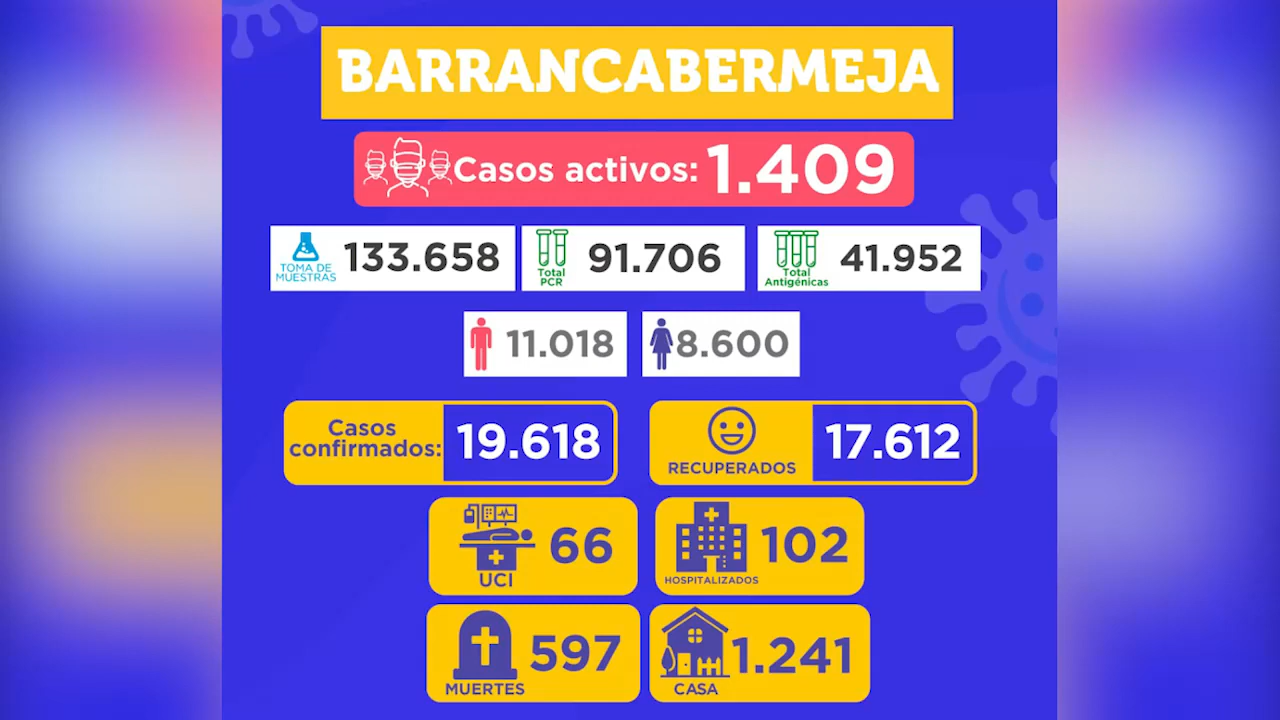 BARRANCABERMEJA
Casos activos: 1.409
TOMA DE
MUESTRAS
133.658
Total
PCR
91.706
Total
Antigénicas
41.952
11.018
8.600
Casos
confirmados:
19.618
RECUPERADOS
17.612
UCI
66
HOSPITALIZADOS
102
MUERTES
597
CASA
1.241